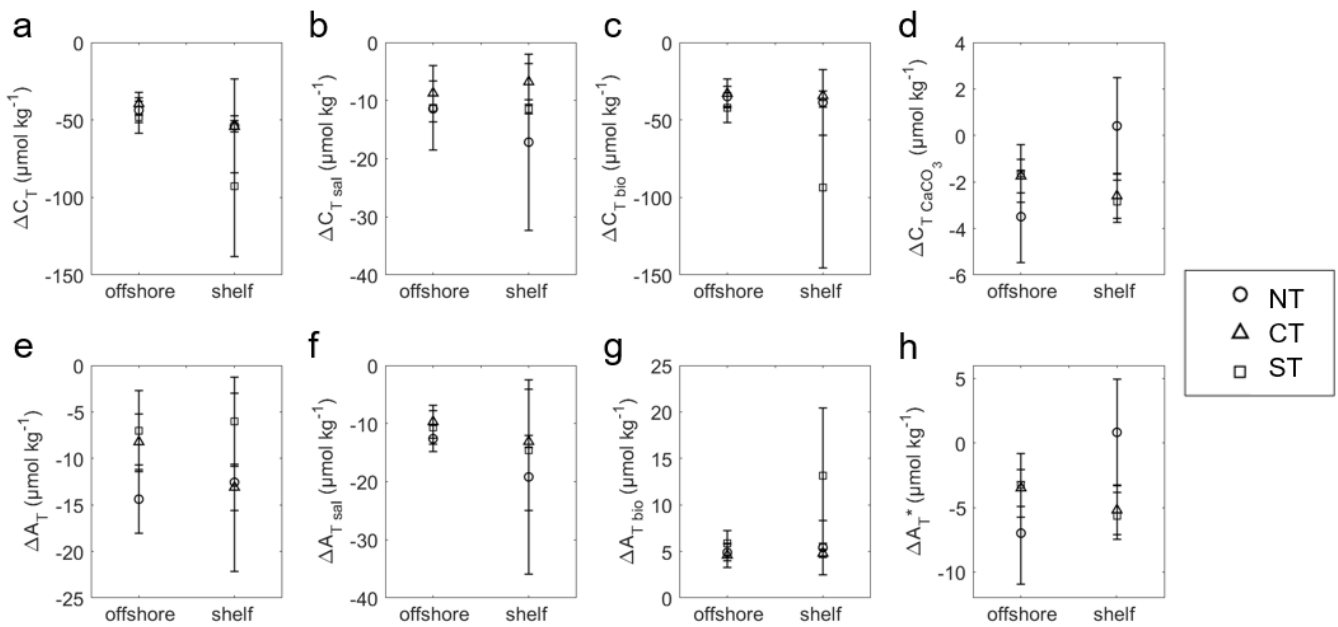 a
ΔC_T (µmol kg⁻¹)
0
-50
-100
-150
offshore shelf
b
ΔC_T sal (µmol kg⁻¹)
0
-10
-20
-30
-40
offshore shelf
c
ΔC_T bio (µmol kg⁻¹)
0
-50
-100
-150
offshore shelf
d
ΔC_T CaCO₃ (µmol kg⁻¹)
4
2
0
-2
-4
-6
offshore shelf
NT
CT
ST
e
ΔA_T (µmol kg⁻¹)
0
-5
-10
-15
-20
-25
offshore shelf
f
ΔA_T sal (µmol kg⁻¹)
0
-10
-20
-30
-40
offshore shelf
g
ΔA_T bio (µmol kg⁻¹)
25
20
15
10
5
0
offshore shelf
h
ΔA_T* (µmol kg⁻¹)
5
0
-5
-10
offshore shelf